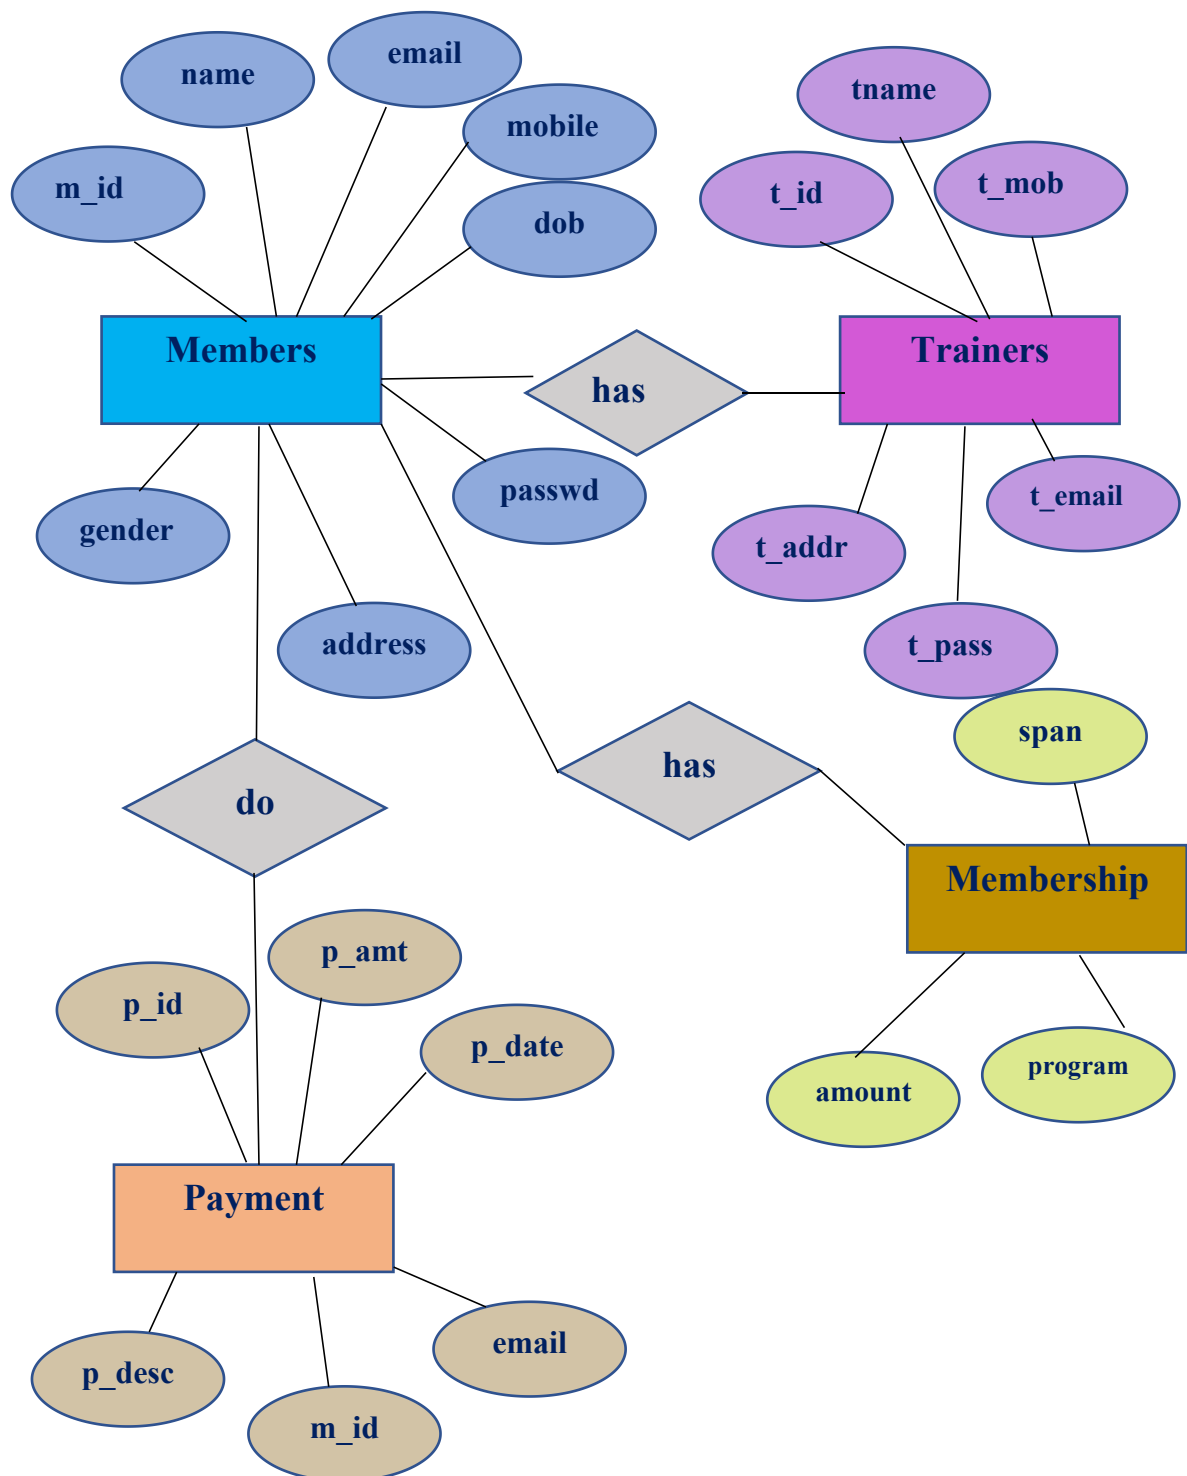 email
name
mobile
m_id
dob
tname
t_id
t_mob
Members
Trainers
has
gender
passwd
address
t_addr
t_email
t_pass
span
do
has
Membership
p_amt
p_id
p_date
amount
program
Payment
p_desc
m_id
email